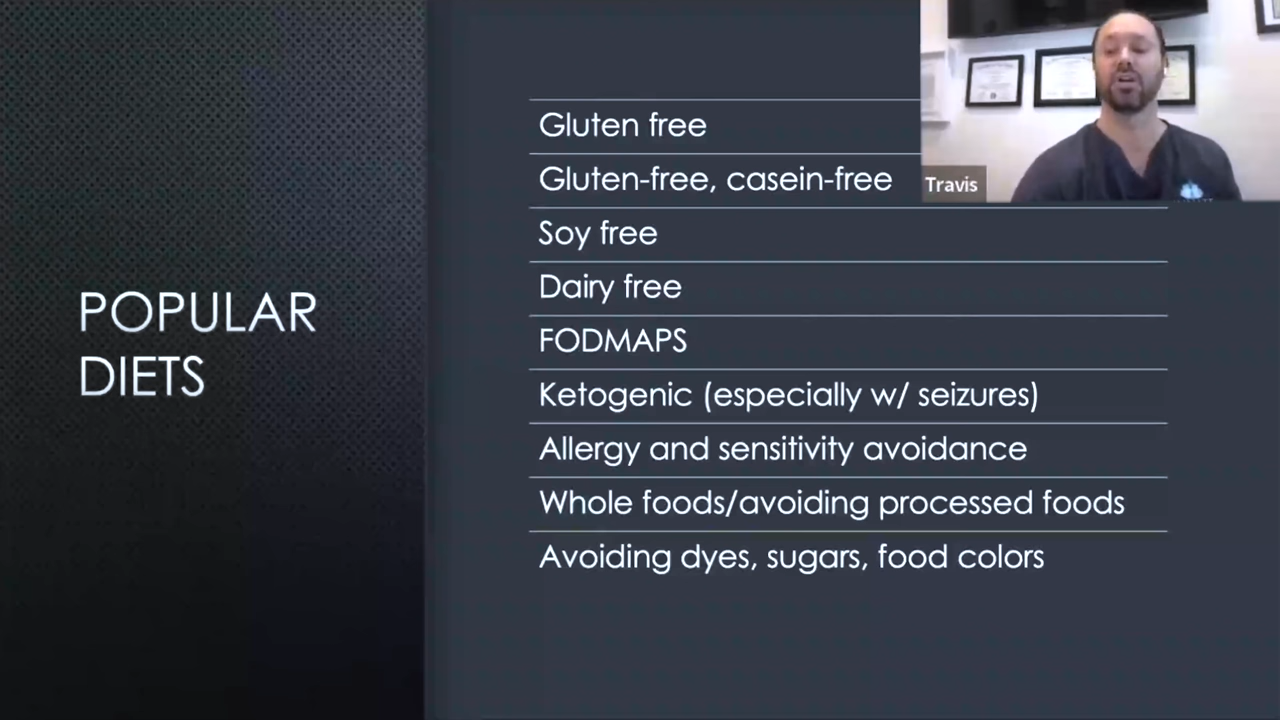 POPULAR
DIETS
Gluten free
Gluten-free, casein-free
Soy free
Dairy free
FODMAPS
Ketogenic (especially w/ seizures)
Allergy and sensitivity avoidance
Whole foods/avoiding processed foods
Avoiding dyes, sugars, food colors
Travis